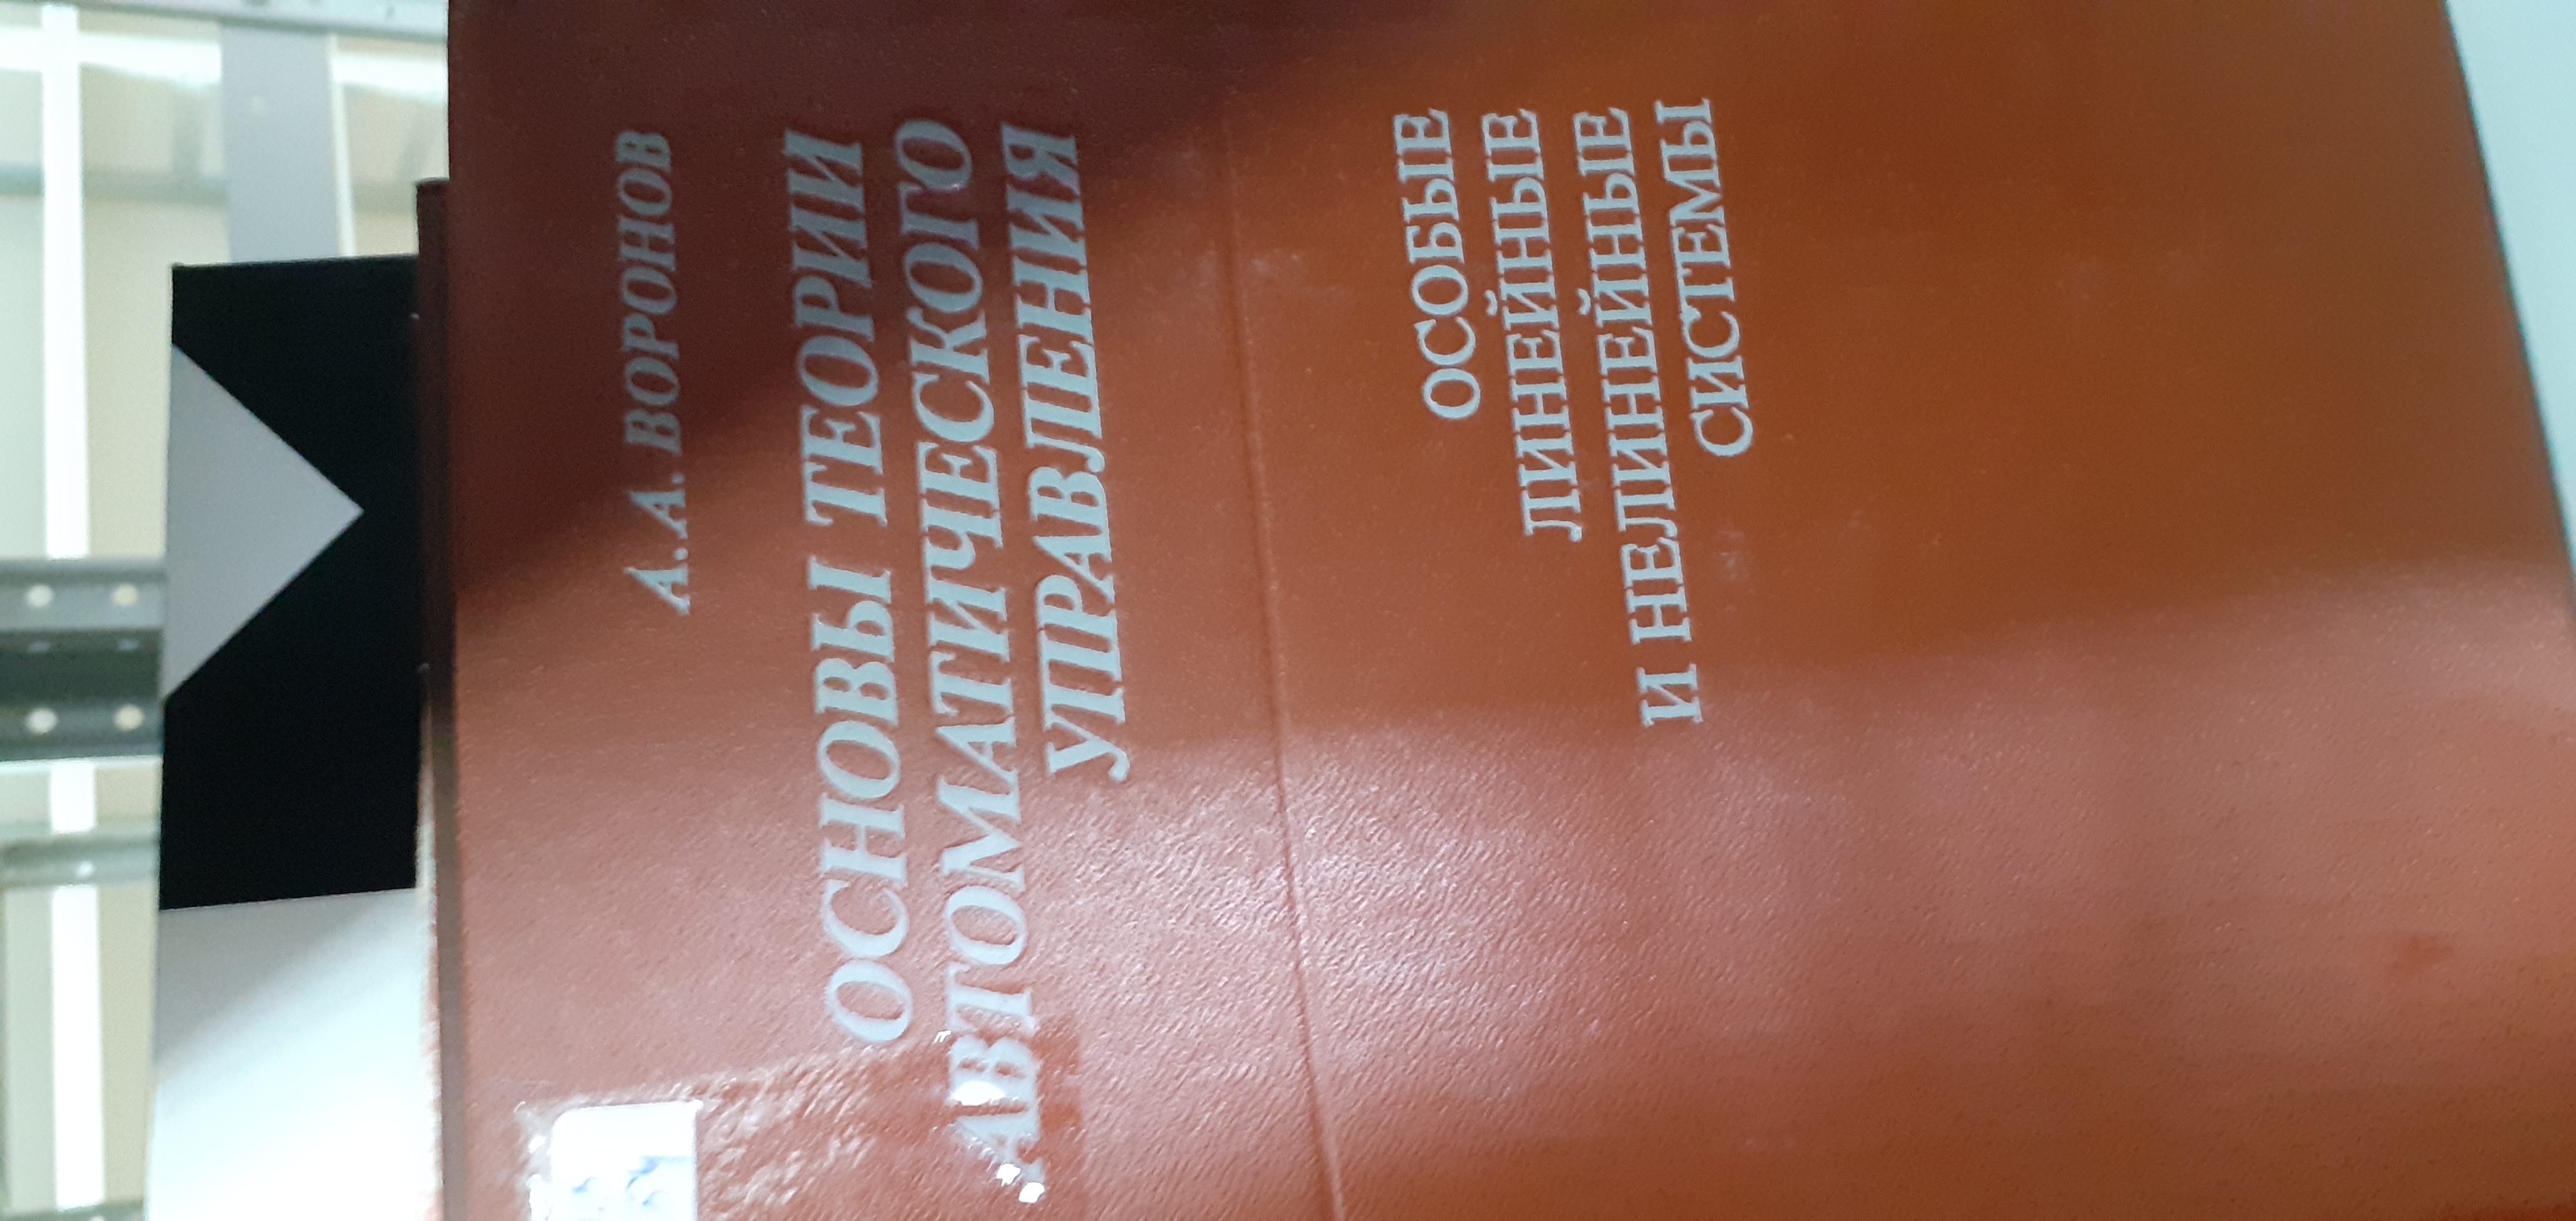 А.А. ВОРОНОВ
ОСНОВЫ ТЕОРИИ
АВТОМАТИЧЕСКОГО
УПРАВЛЕНИЯ
ОСОБЫЕ
ЛИНЕЙНЫЕ
И НЕЛИНЕЙНЫЕ
СИСТЕМЫ